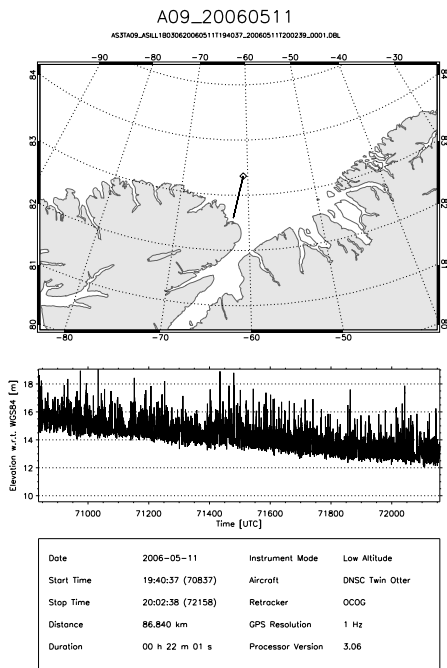 A09_20060511
AS3TA09_ASILL1B030620060511T194037_20060511T200239_0001.DBL
-90 -80 -70 -60 -50 -40 -30 -20
84 84
83 83
82 82
81 81
80 80
-80 -70 -60 -50
Elevation w.r.t. WGS84 [m]
18
16
14
12
10
71000 71200 71400 71600 71800 72000
Time [UTC]
Date 2006-05-11 Instrument Mode Low Altitude
Start Time 19:40:37 (70837) Aircraft DNSC Twin Otter
Stop Time 20:02:38 (72158) Retracker OCOG
Distance 86.840 km GPS Resolution 1 Hz
Duration 00 h 22 m 01 s Processor Version 3.06